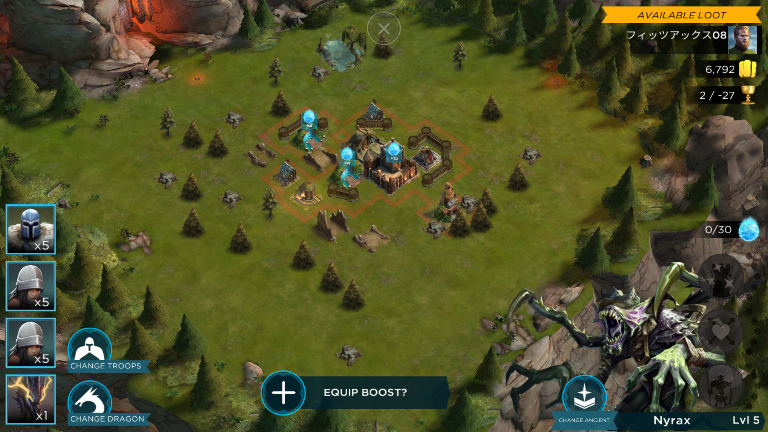 AVAILABLE LOOT
フィッツアックス08
6,792
2 / -27
0/30
x5
x5
x5
x1
CHANGE TROOPS
CHANGE DRAGON
EQUIP BOOST?
CHANGE ANCIENT
Nyrax
Lvl 5